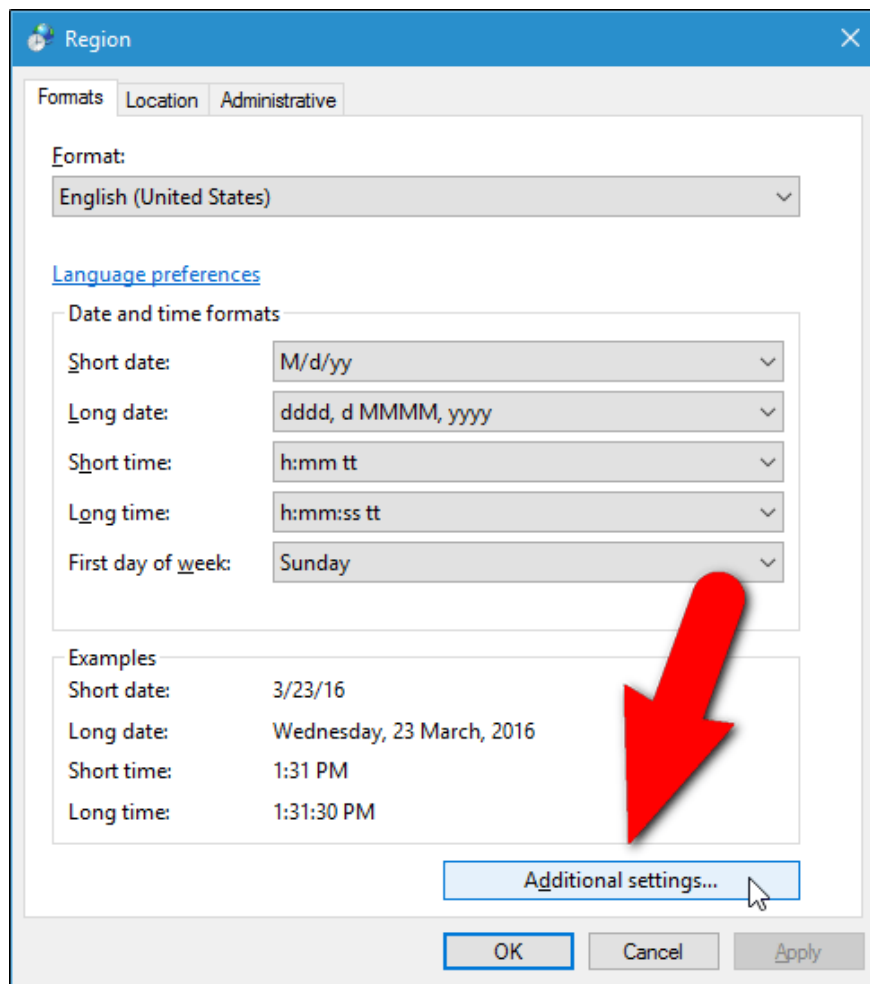 Region
Formats Location Administrative
Format:
English (United States)
Language preferences
Date and time formats
Short date: M/d/yy
Long date: dddd, d MMMM, yyyy
Short time: h:mm tt
Long time: h:mm:ss tt
First day of week: Sunday
Examples
Short date: 3/23/16
Long date: Wednesday, 23 March, 2016
Short time: 1:31 PM
Long time: 1:31:30 PM
Additional settings...
OK Cancel Apply